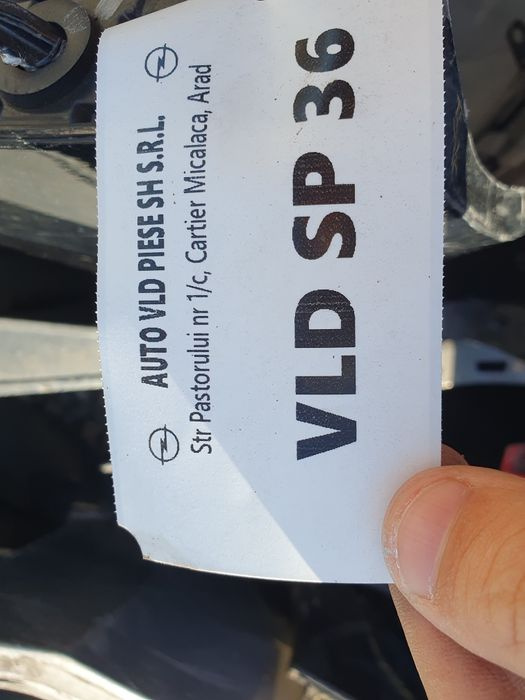 AUTO VLD PIESE SH S.R.L.
Str Pastorului nr 1/c, Cartier Micalaca, Arad
VLD SP 36